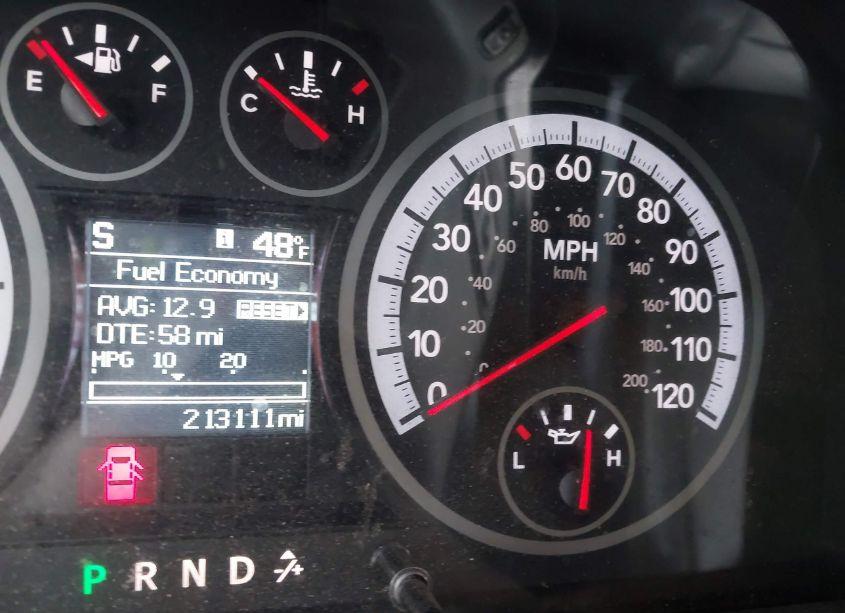 E F
C H
S i 48°F
Fuel Economy
AVG: 12.9 RESET
DTE: 58 mi
MPG 10 20
213111mi
0 10 20 30 40 50 60 70 80 90 100 110 120
MPH
km/h
0 20 40 60 80 100 120 140 160 180 200
L H
P R N D -/+